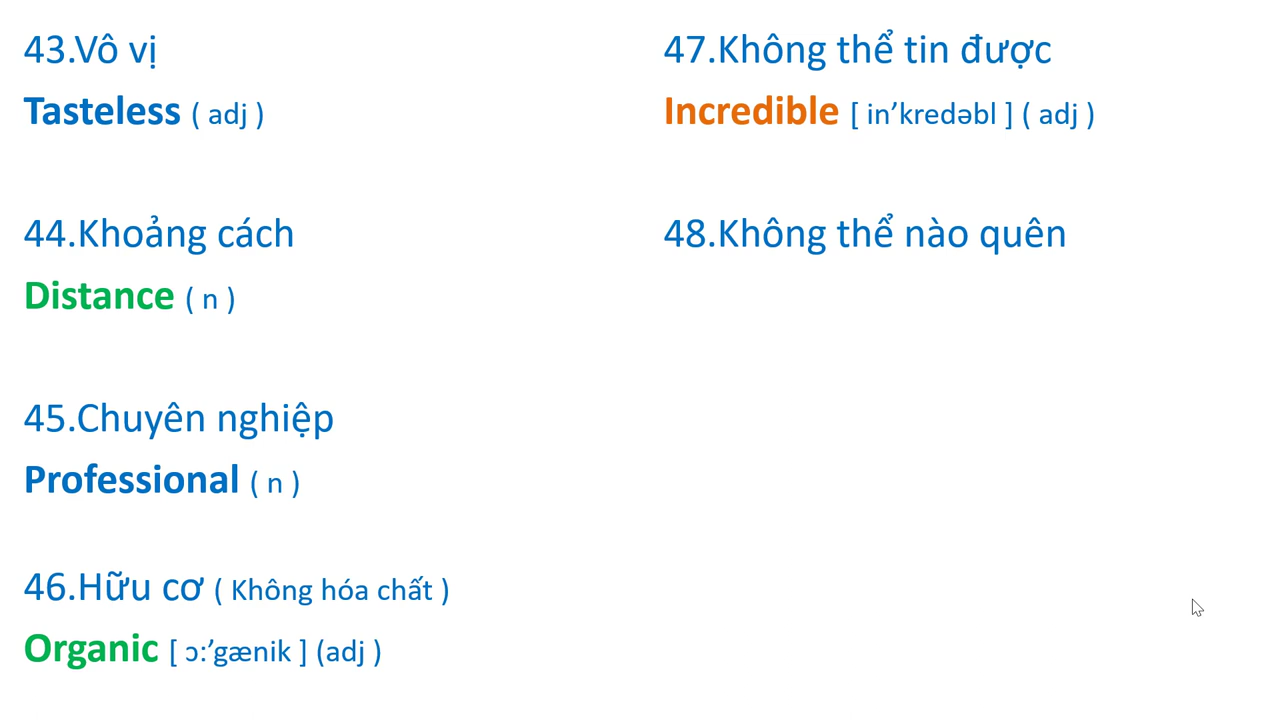 43.Vô vị
Tasteless ( adj )
44.Khoảng cách
Distance ( n )
45.Chuyên nghiệp
Professional ( n )
46.Hữu cơ ( Không hóa chất )
Organic [ ɔ:’gænik ] (adj )
47.Không thể tin được
Incredible [ in’kredəbl ] ( adj )
48.Không thể nào quên